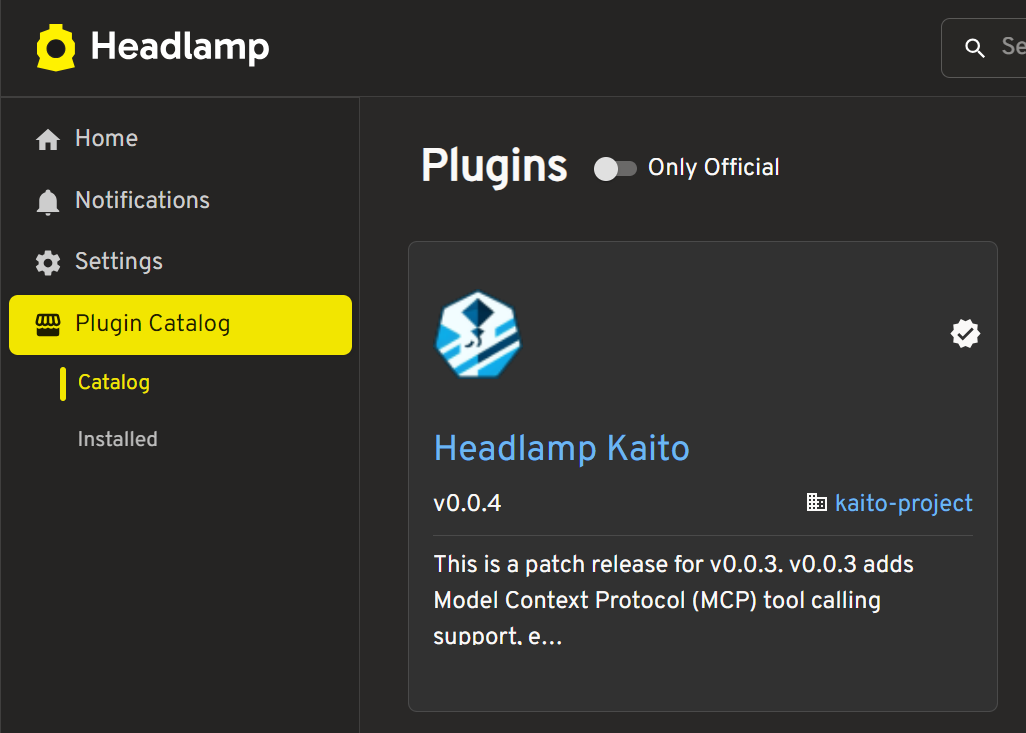 Headlamp
Se
Home
Notifications
Settings
Plugin Catalog
Catalog
Installed
Plugins
Only Official
Headlamp Kaito
v0.0.4
kaito-project
This is a patch release for v0.0.3. v0.0.3 adds
Model Context Protocol (MCP) tool calling
support, e...